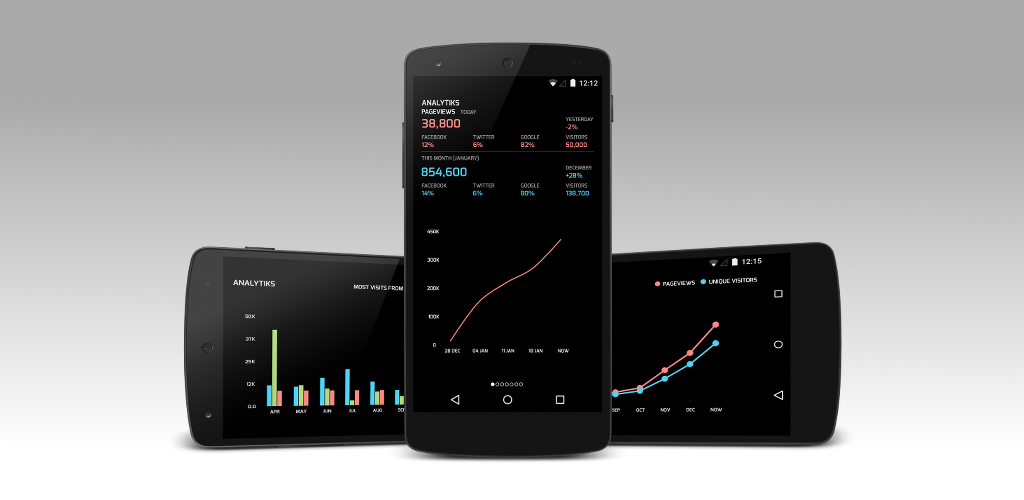 12:12
ANALYTIKS
PAGEVIEWS TODAY
38,800
YESTERDAY
-2%
FACEBOOK TWITTER GOOGLE VISITORS
12% 6% 82% 50,000
THIS MONTH (JANUARY)
854,600
DECEMBER
+28%
FACEBOOK TWITTER GOOGLE VISITORS
14% 6% 80% 138,700
450K
300K
200K
100K
0
28 DEC 04 JAN 11 JAN 18 JAN NOW
ANALYTIKS
MOST VISITS FROM
50K
37K
25K
12K
0.0
APR MAY JUN JUL AUG
12:15
PAGEVIEWS UNIQUE VISITORS
SEP OCT NOV DEC NOW